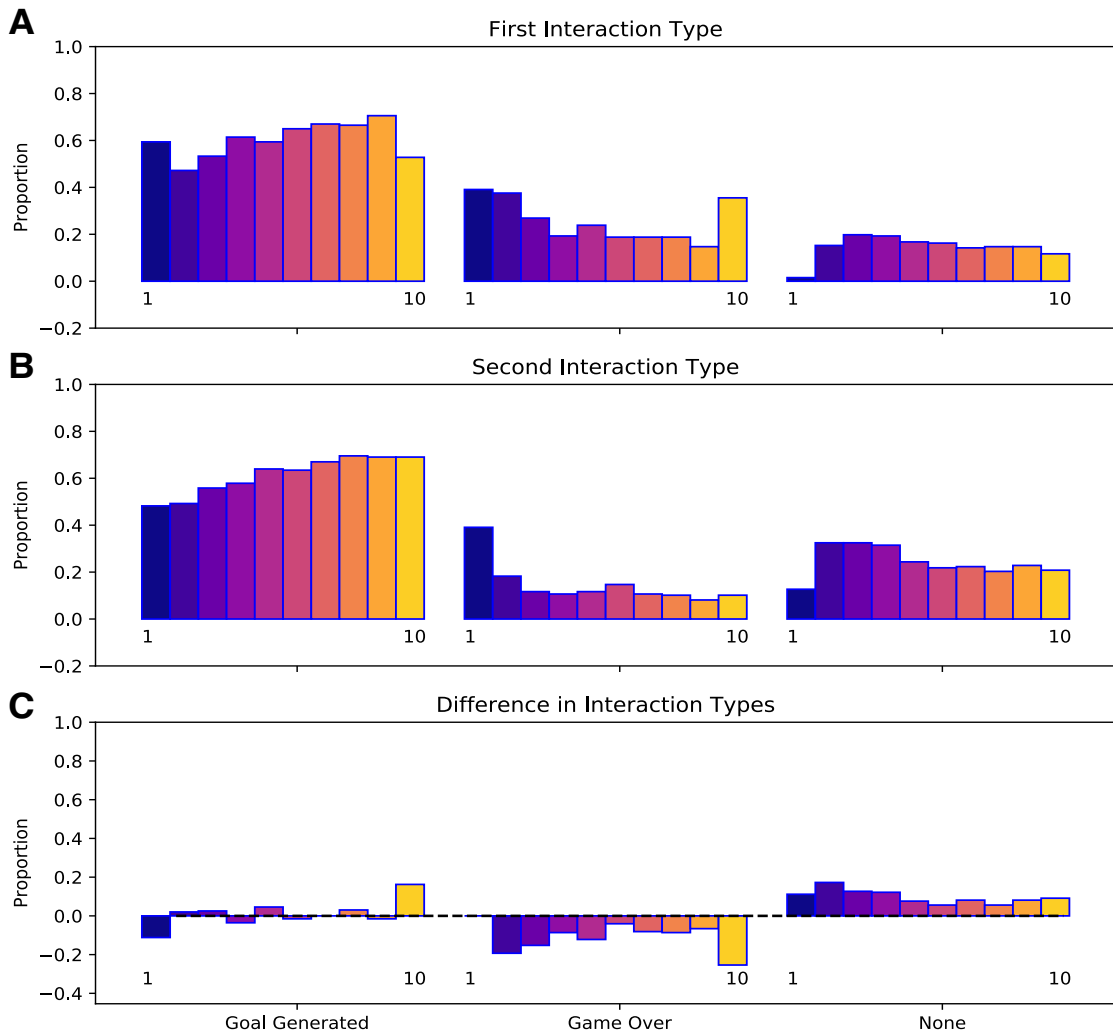 A
First Interaction Type
Proportion
1.0
0.8
0.6
0.4
0.2
0.0
−0.2
1 10 1 10 1 10
B
Second Interaction Type
Proportion
1.0
0.8
0.6
0.4
0.2
0.0
−0.2
1 10 1 10 1 10
C
Difference in Interaction Types
Proportion
1.0
0.8
0.6
0.4
0.2
0.0
−0.2
−0.4
1 10 1 10 1 10
Goal Generated Game Over None